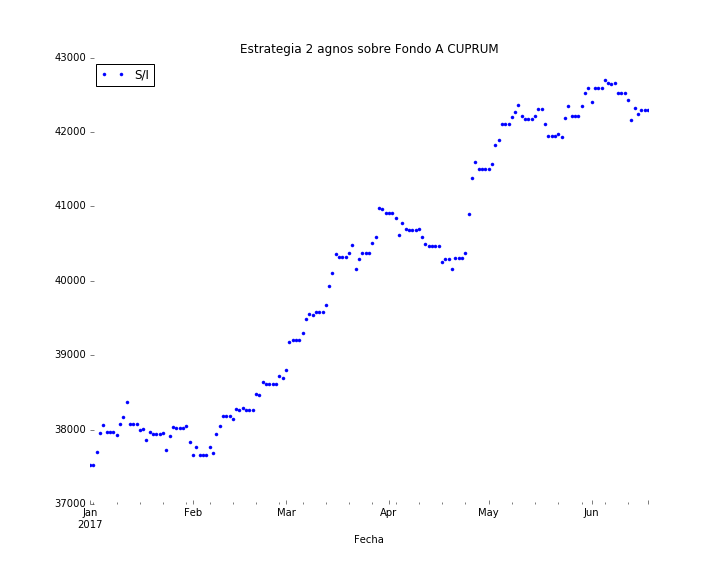 Estrategia 2 agnos sobre Fondo A CUPRUM
S/I
43000
42000
41000
40000
39000
38000
37000
Jan Feb Mar Apr May Jun
2017
Fecha